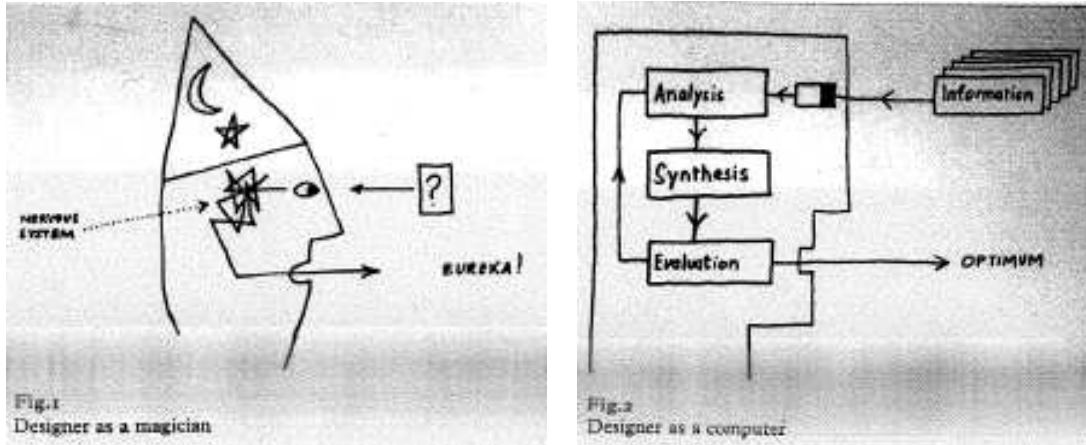 ?
NERVOUS
SYSTEM
EUREKA!
Fig.1
Designer as a magician
Analysis
Information
Synthesis
Evaluation
OPTIMUM
Fig.2
Designer as a computer